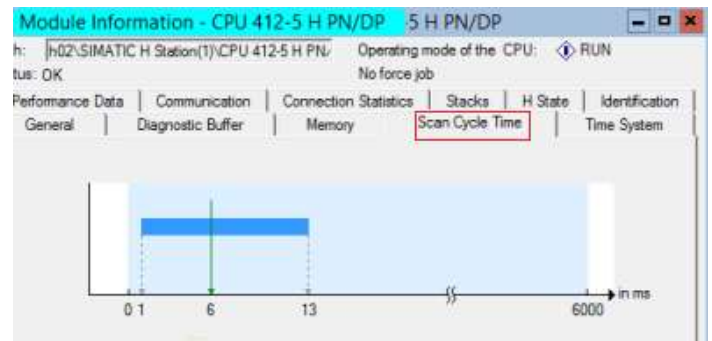 Module Information - CPU 412-5 H PN/DP -5 H PN/DP
h: h02\SIMATIC H Station(1)\CPU 412-5 H PN/ Operating mode of the CPU: RUN
tus: OK No force job
Performance Data Communication Connection Statistics Stacks H State Identification
General Diagnostic Buffer Memory Scan Cycle Time Time System
in ms
0 1 6 13 6000